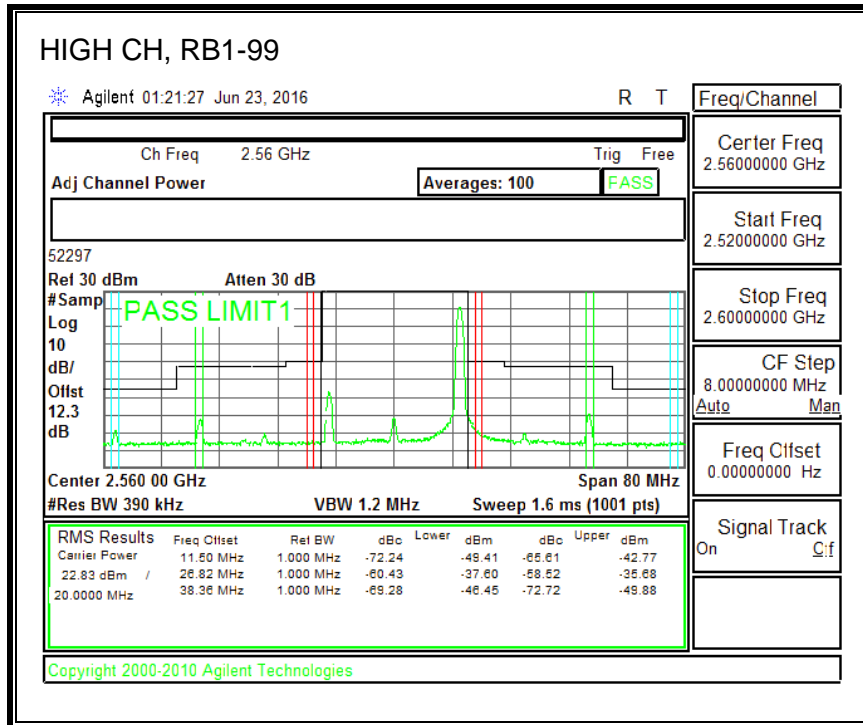 HIGH CH, RB1-99
Agilent 01:21:27 Jun 23, 2016 R T
Freq/Channel
Ch Freq 2.56 GHz Trig Free
Adj Channel Power Averages: 100 PASS
52297
Ref 30 dBm Atten 30 dB
#Samp
Log
10
dB/
Offst
12.3
dB
PASS LIMIT1
Center 2.560 00 GHz Span 80 MHz
#Res BW 390 kHz VBW 1.2 MHz Sweep 1.6 ms (1001 pts)
RMS Results Freq Offset Ref BW dBc Lower dBm dBc Upper dBm
Carrier Power 11.50 MHz 1.000 MHz -72.24 -49.41 -65.61 -42.77
22.83 dBm / 26.82 MHz 1.000 MHz -60.43 -37.60 -58.52 -35.68
20.0000 MHz 38.36 MHz 1.000 MHz -69.28 -46.45 -72.72 -49.88
Center Freq
2.56000000 GHz
Start Freq
2.52000000 GHz
Stop Freq
2.60000000 GHz
CF Step
8.00000000 MHz
Auto Man
Freq Offset
0.00000000 Hz
Signal Track
On Off
Copyright 2000-2010 Agilent Technologies